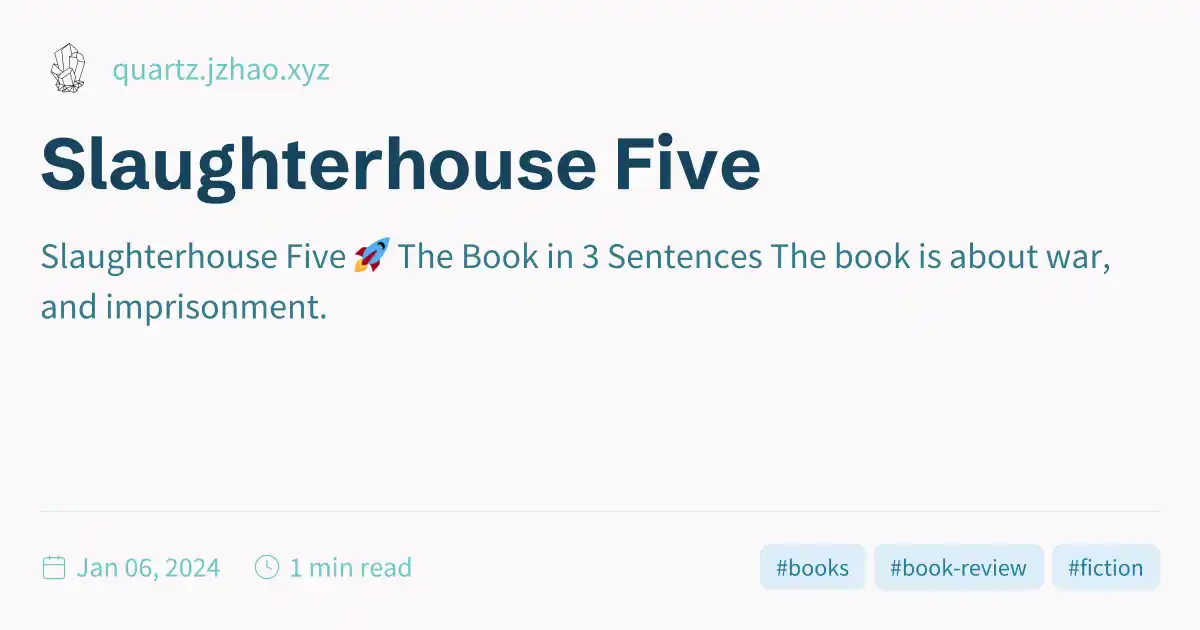 quartz.jzhao.xyz
Slaughterhouse Five
Slaughterhouse Five 🚀 The Book in 3 Sentences The book is about war,
and imprisonment.
Jan 06, 2024 1 min read #books #book-review #fiction